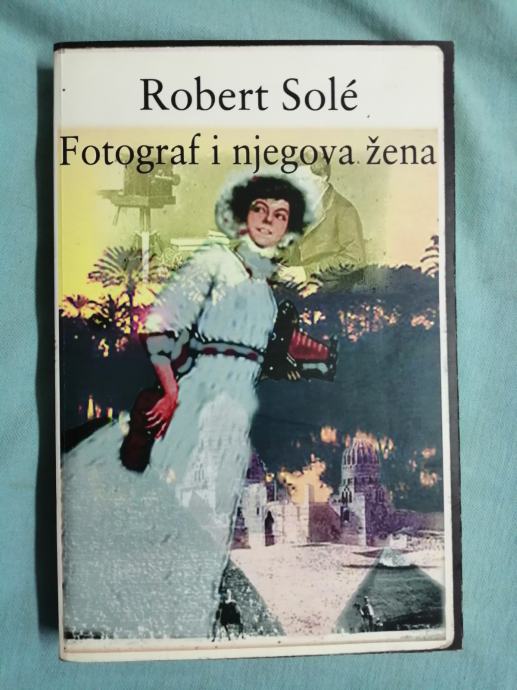 Robert Solé
Fotograf i njegova žena